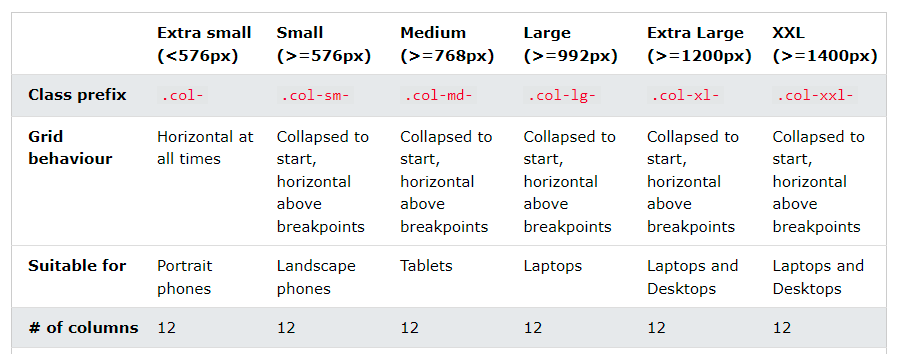 Extra small Small Medium Large Extra Large XXL
(<576px) (>=576px) (>=768px) (>=992px) (>=1200px) (>=1400px)
Class prefix .col- .col-sm- .col-md- .col-lg- .col-xl- .col-xxl-
Grid Horizontal at Collapsed to Collapsed to Collapsed to Collapsed to Collapsed to
behaviour all times start, start, start, start, start,
horizontal horizontal horizontal horizontal horizontal
above above above above above
breakpoints breakpoints breakpoints breakpoints breakpoints
Suitable for Portrait Landscape Tablets Laptops Laptops and Laptops and
phones phones Desktops Desktops
# of columns 12 12 12 12 12 12